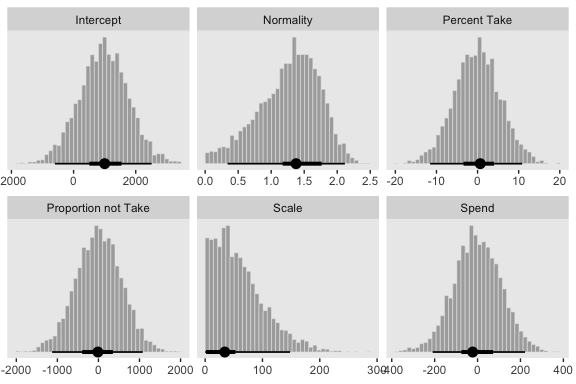 Intercept Normality Percent Take
2000 0 2000 0.0 0.5 1.0 1.5 2.0 2.5 -20 -10 0 10 20
Proportion not Take Scale Spend
-2000 -1000 0 1000 2000 0 100 200 300 -400 -200 0 200 400